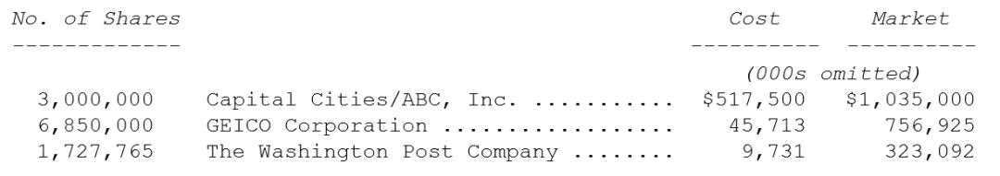 No. of Shares Cost Market
------------- ---------- ----------
(000s omitted)
3,000,000 Capital Cities/ABC, Inc. ........... $517,500 $1,035,000
6,850,000 GEICO Corporation .................. 45,713 756,925
1,727,765 The Washington Post Company ........ 9,731 323,092